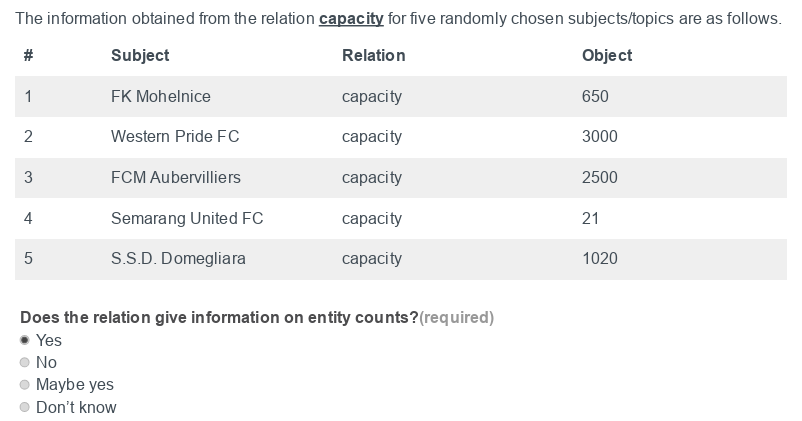 The information obtained from the relation capacity for five randomly chosen subjects/topics are as follows.
# Subject Relation Object
1 FK Mohelnice capacity 650
2 Western Pride FC capacity 3000
3 FCM Aubervilliers capacity 2500
4 Semarang United FC capacity 21
5 S.S.D. Domegliara capacity 1020
Does the relation give information on entity counts?(required)
Yes
No
Maybe yes
Don't know